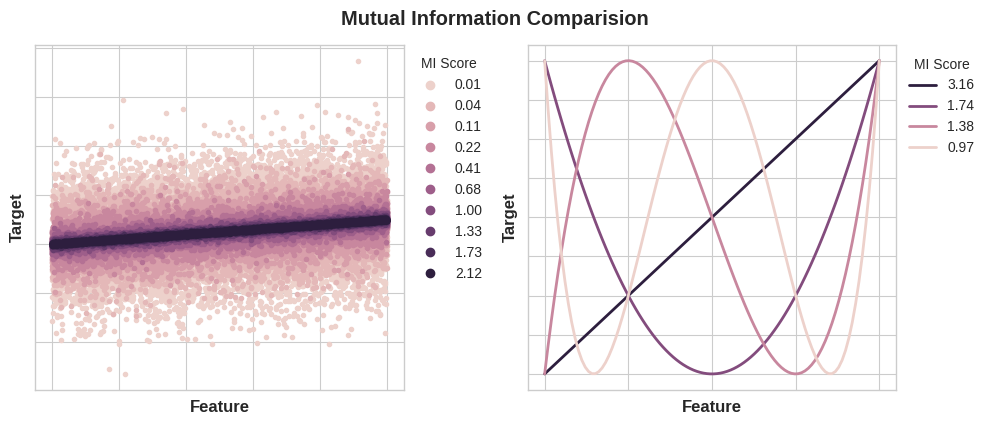 Mutual Information Comparision
Target
Feature
MI Score
0.01
0.04
0.11
0.22
0.41
0.68
1.00
1.33
1.73
2.12
Target
Feature
MI Score
3.16
1.74
1.38
0.97